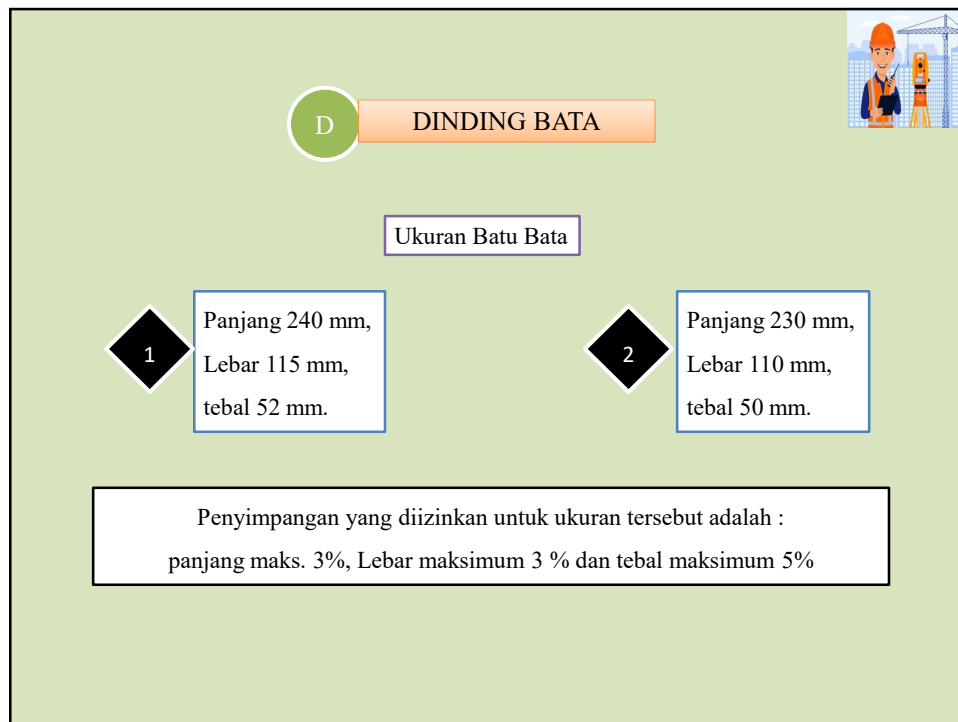 D
DINDING BATA
Ukuran Batu Bata
1
Panjang 240 mm,
Lebar 115 mm,
tebal 52 mm.
2
Panjang 230 mm,
Lebar 110 mm,
tebal 50 mm.
Penyimpangan yang diizinkan untuk ukuran tersebut adalah :
panjang maks. 3%, Lebar maksimum 3 % dan tebal maksimum 5%